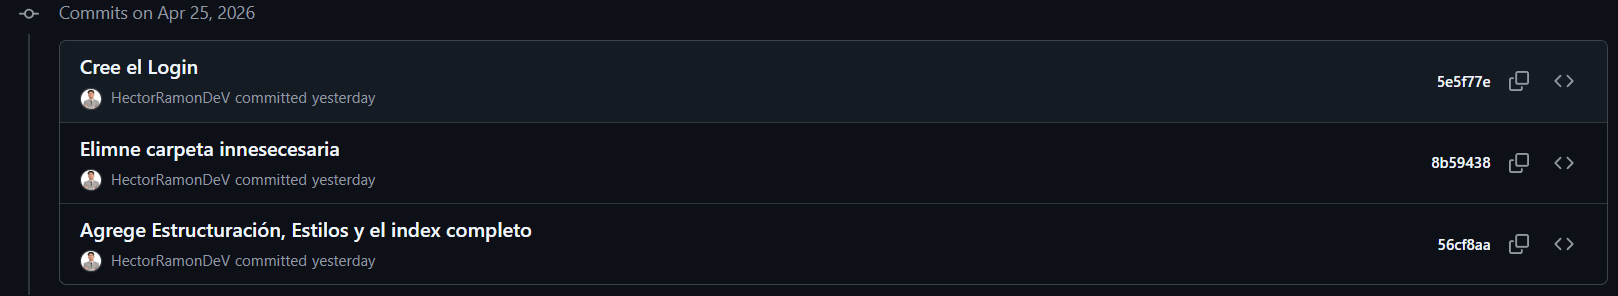 Commits on Apr 25, 2026
Cree el Login
HectorRamonDeV committed yesterday
5e5f77e
Elimne carpeta innesecesaria
HectorRamonDeV committed yesterday
8b59438
Agrege Estructuración, Estilos y el index completo
HectorRamonDeV committed yesterday
56cf8aa